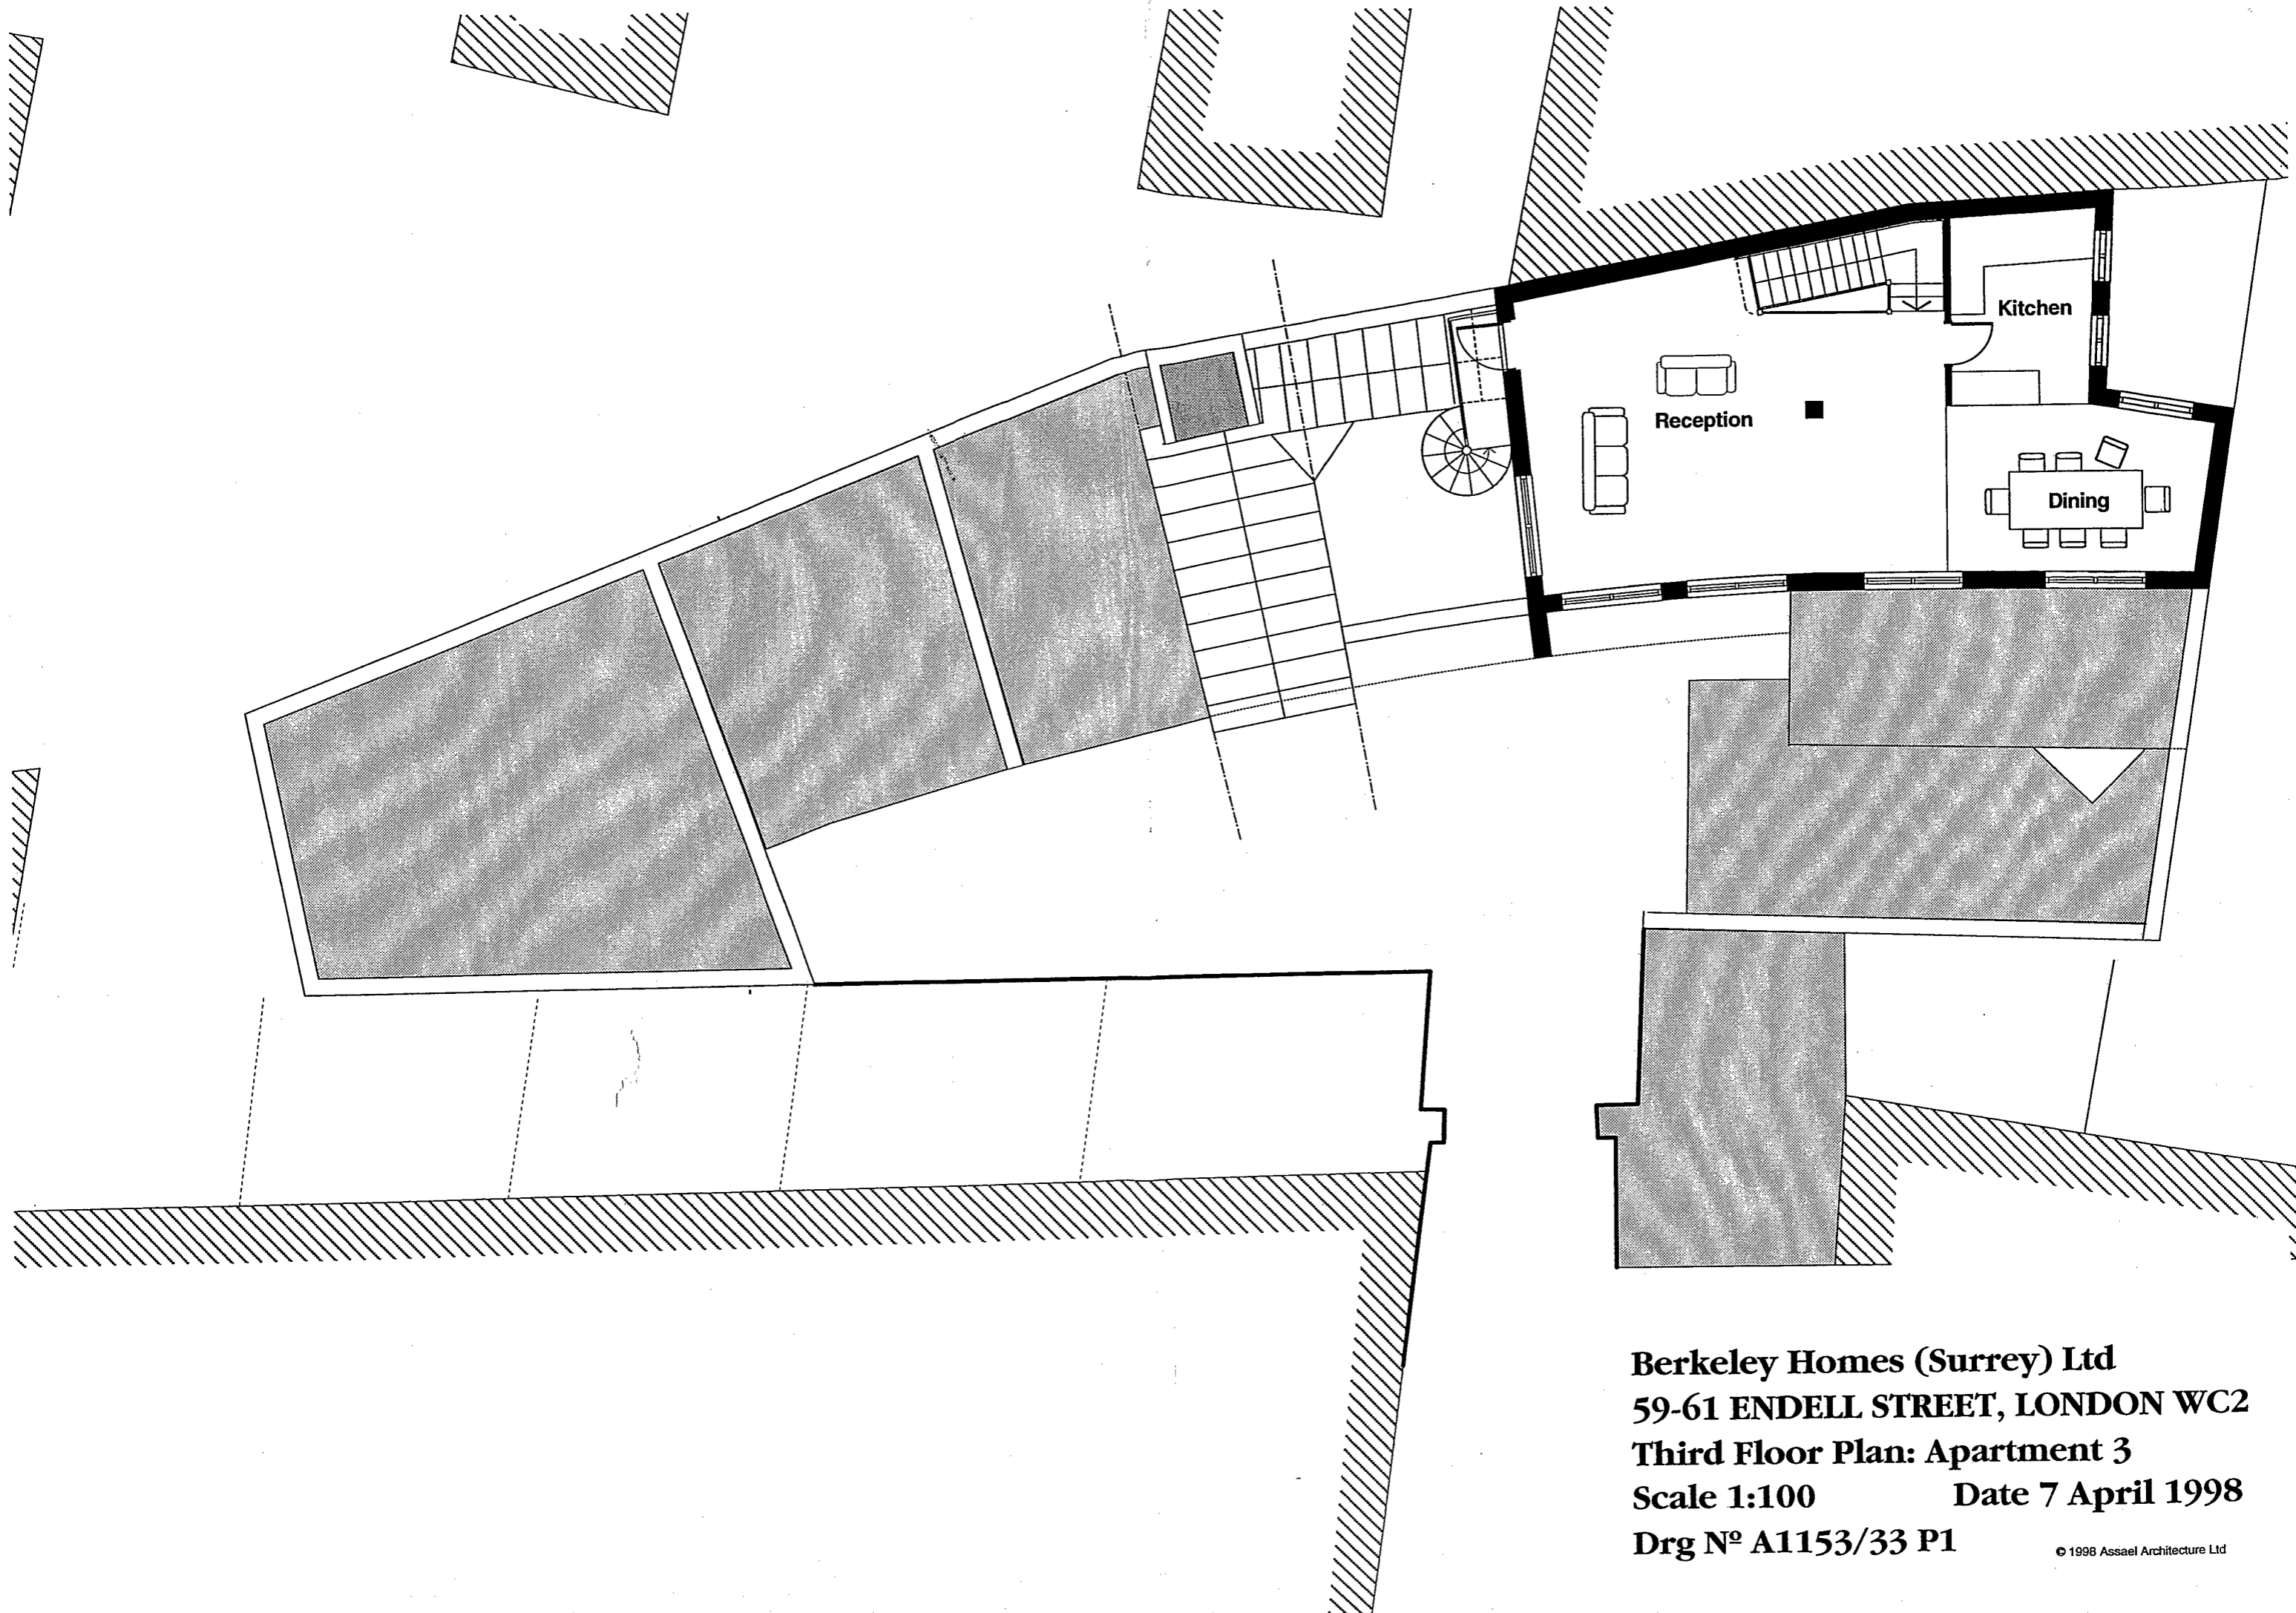 Kitchen
Reception
Dining
Berkeley Homes (Surrey) Ltd
59-61 ENDELL STREET, LONDON WC2
Third Floor Plan: Apartment 3
Scale 1:100 Date 7 April 1998
Drg Nº A1153/33 P1
© 1998 Assael Architecture Ltd